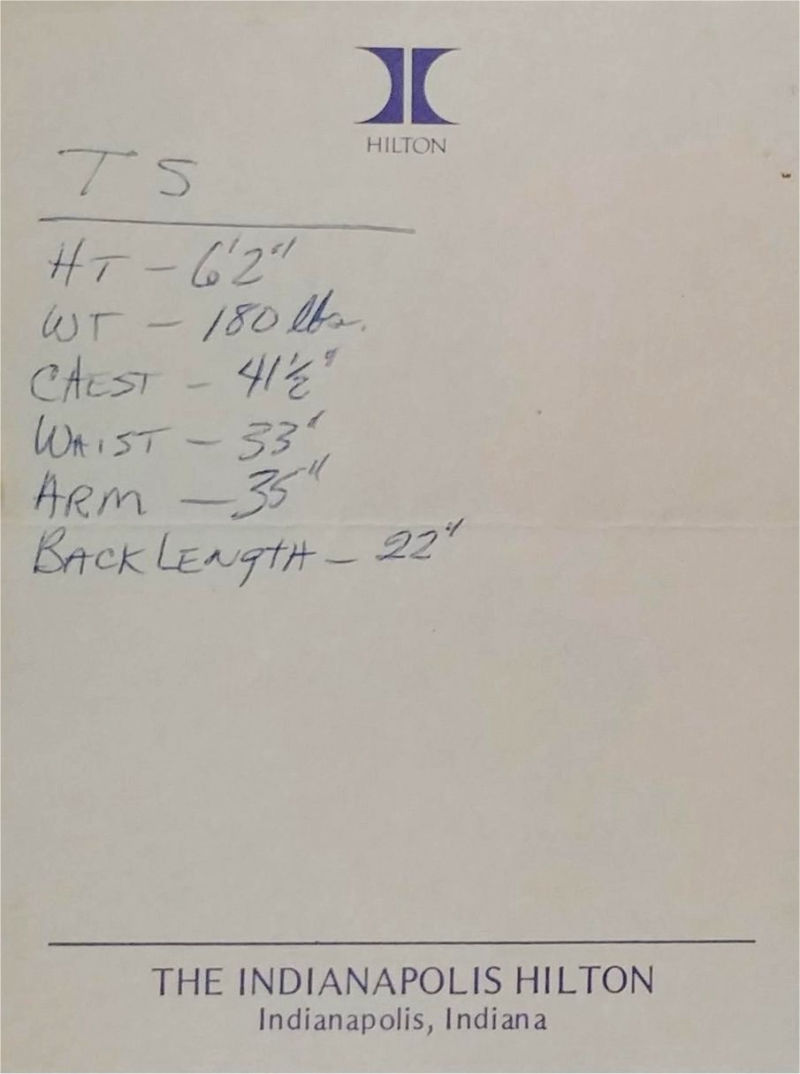 HILTON
T S
HT - 6'2"
WT - 180 lbs.
CHEST - 41½"
WAIST - 33"
ARM - 35"
BACK LENGTH - 22"
THE INDIANAPOLIS HILTON
Indianapolis, Indiana